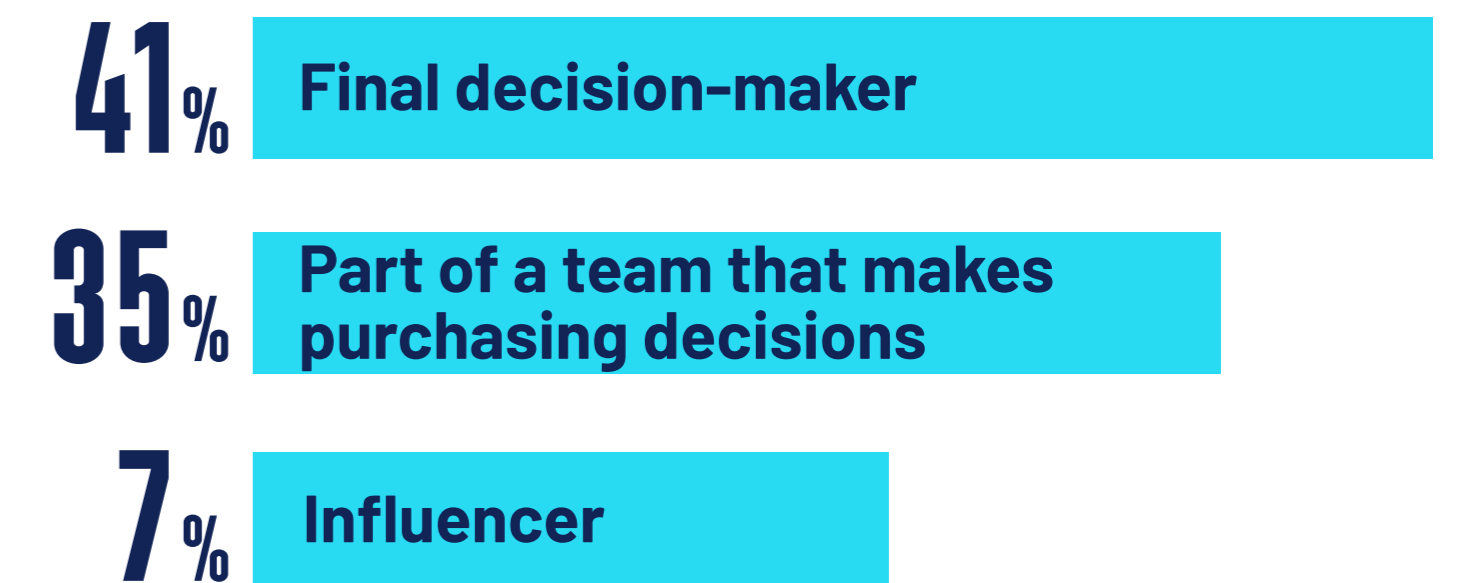 41%
Final decision-maker
35%
Part of a team that makes
purchasing decisions
7%
Influencer